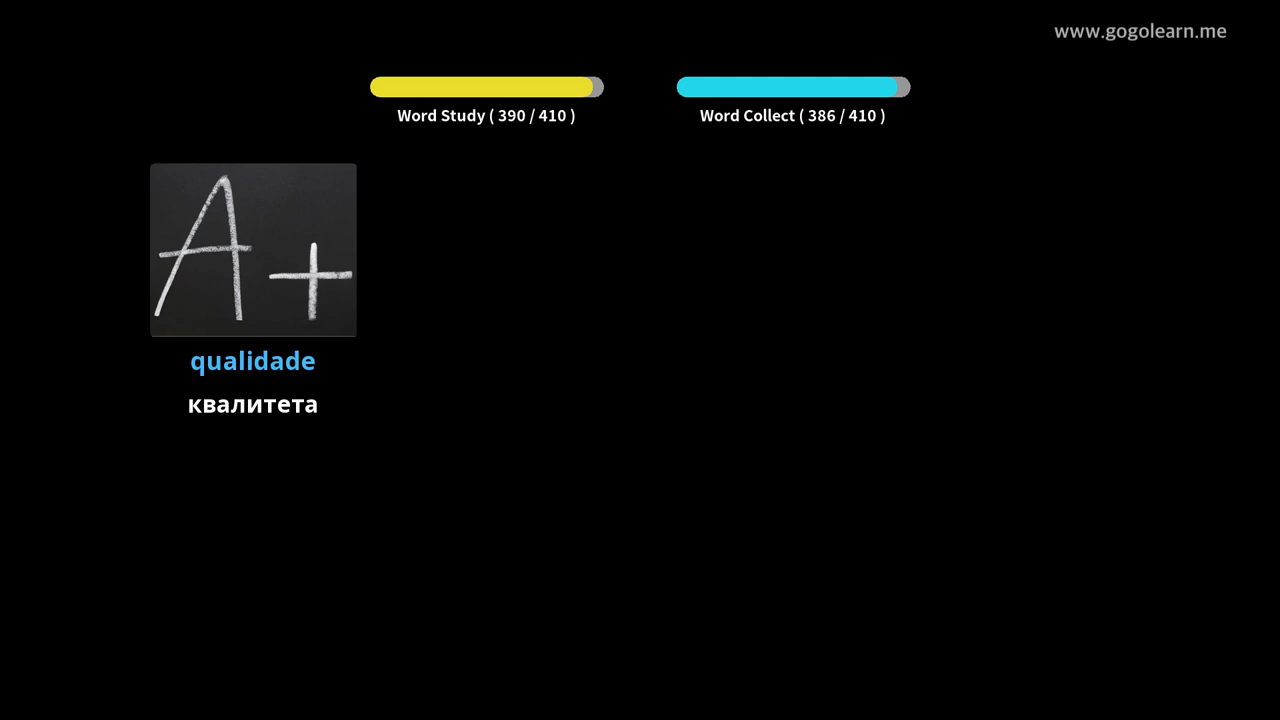 www.gogolearn.me
Word Study ( 390 / 410 )
Word Collect ( 386 / 410 )
A+
qualidade
квалитета